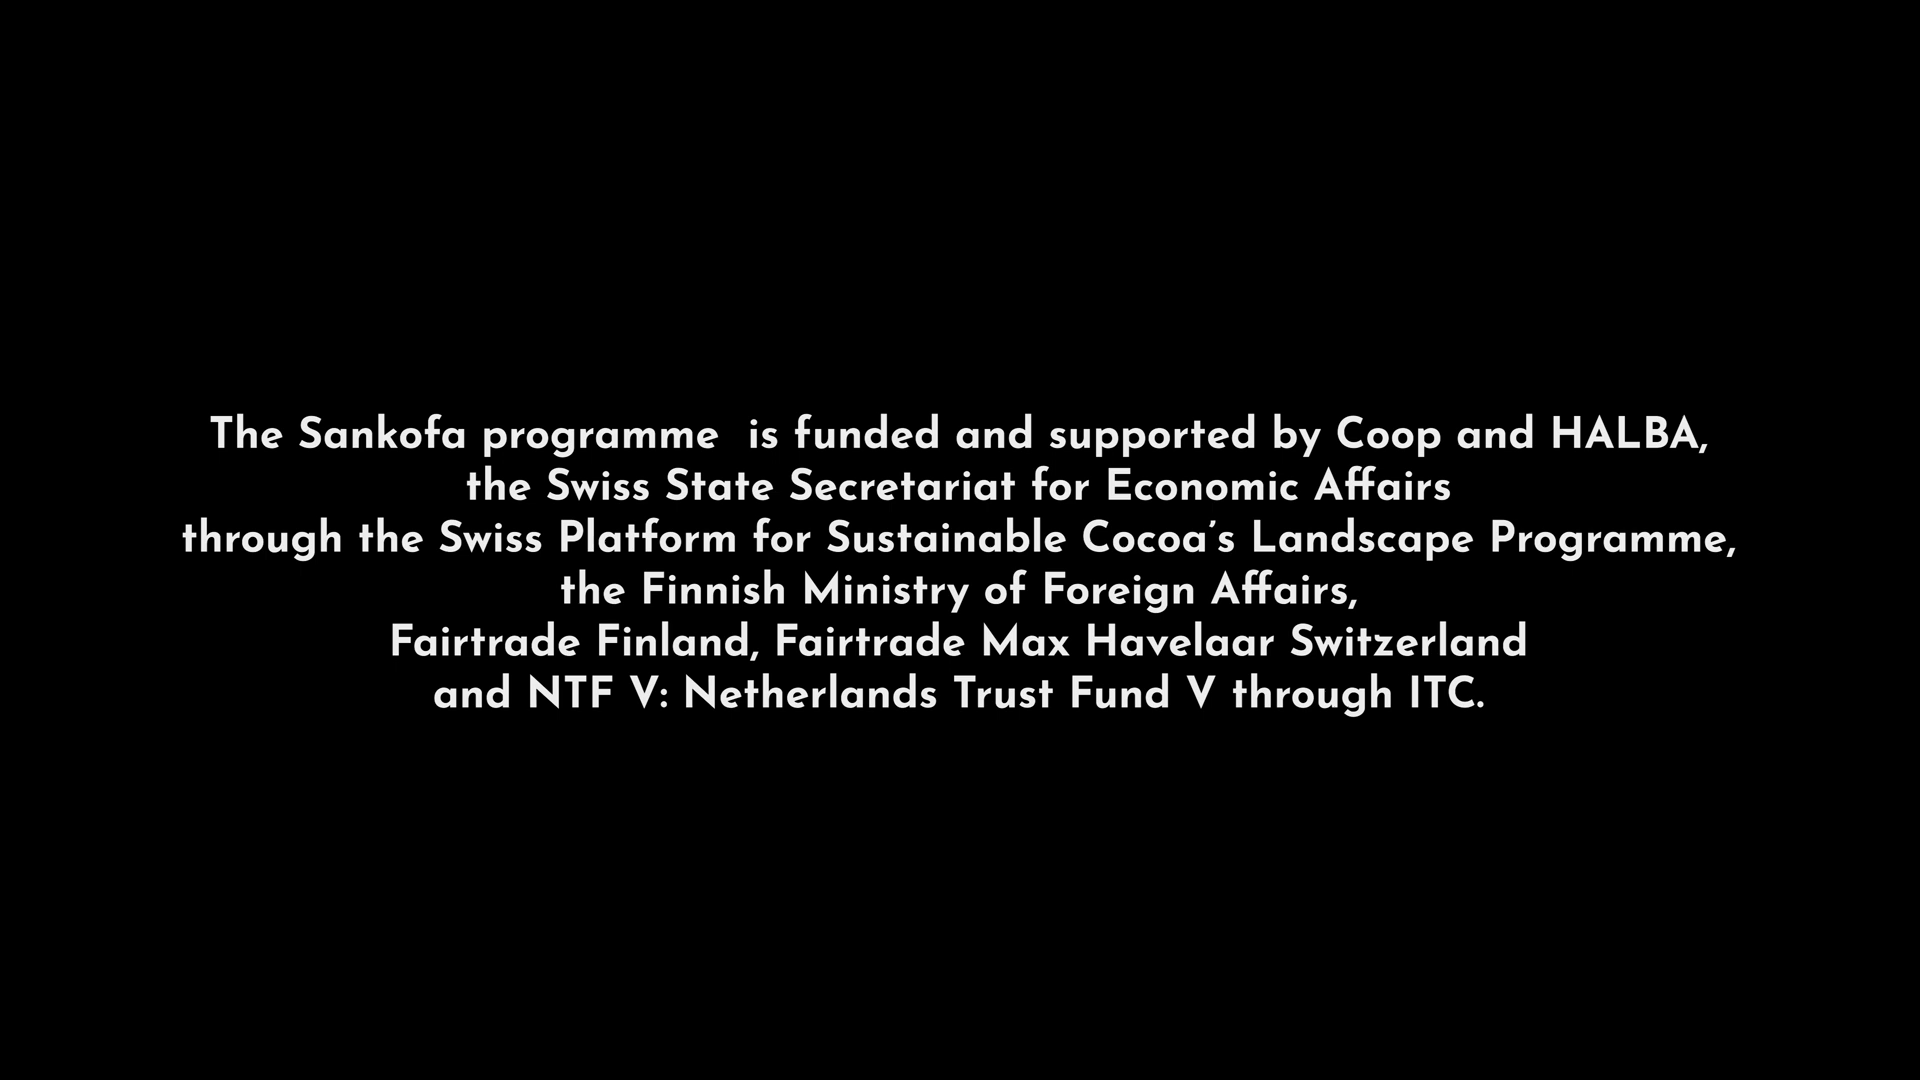 The Sankofa programme  is funded and supported by Coop and HALBA,
the Swiss State Secretariat for Economic Affairs
through the Swiss Platform for Sustainable Cocoa’s Landscape Programme,
the Finnish Ministry of Foreign Affairs,
Fairtrade Finland, Fairtrade Max Havelaar Switzerland
and NTF V: Netherlands Trust Fund V through ITC.